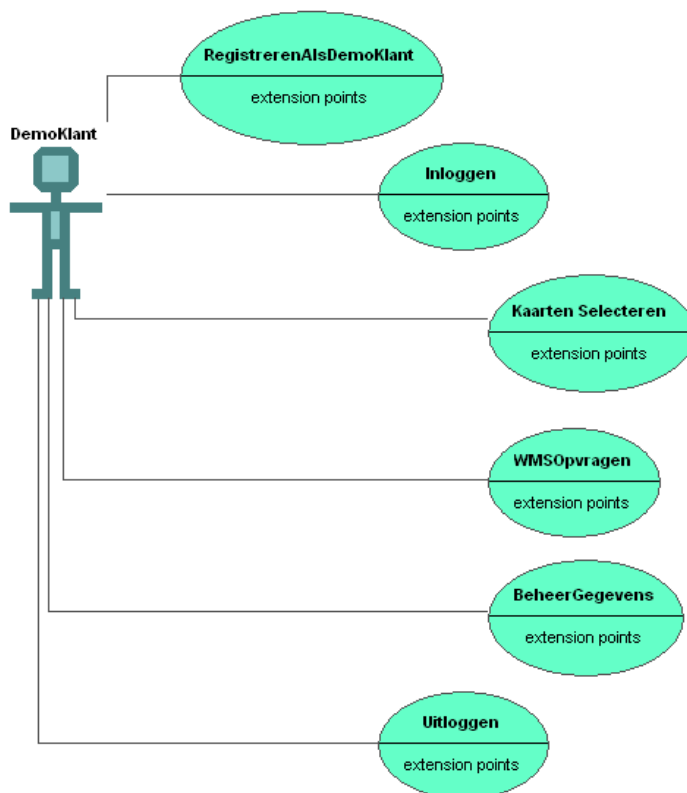 RegistrerenAlsDemoKlant
extension points
DemoKlant
Inloggen
extension points
Kaarten Selecteren
extension points
WMSOpvragen
extension points
BeheerGegevens
extension points
Uitloggen
extension points